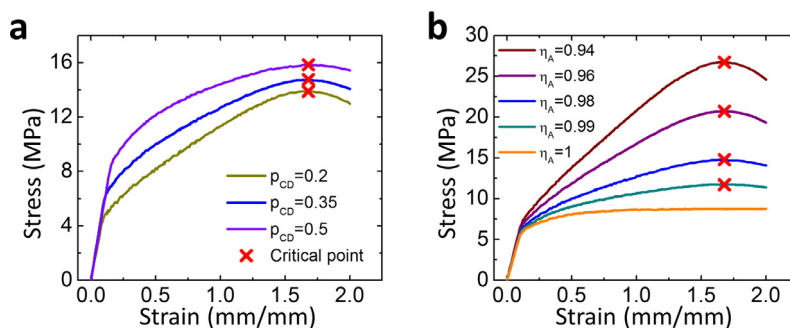 a
Stress (MPa)
16
12
8
4
0
p_CD=0.2
p_CD=0.35
p_CD=0.5
Critical point
0.0 0.5 1.0 1.5 2.0
Strain (mm/mm)
b
Stress (MPa)
30
25
20
15
10
5
0
η_A=0.94
η_A=0.96
η_A=0.98
η_A=0.99
η_A=1
0.0 0.5 1.0 1.5 2.0
Strain (mm/mm)